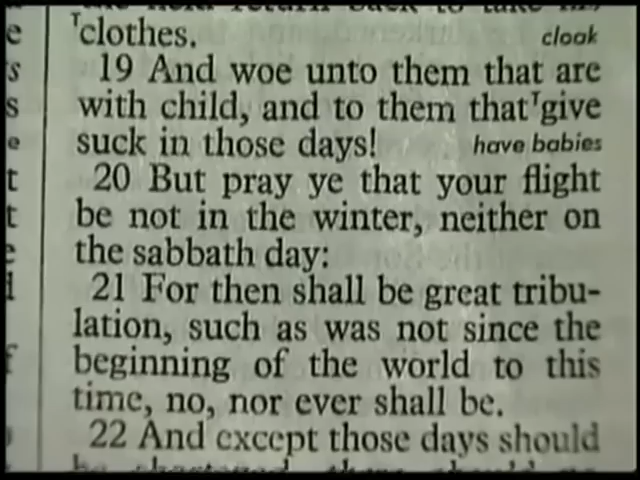 ᵀclothes. cloak
19 And woe unto them that are
with child, and to them thatᵀgive
suck in those days! have babies
20 But pray ye that your flight
be not in the winter, neither on
the sabbath day:
21 For then shall be great tribu-
lation, such as was not since the
beginning of the world to this
time, no, nor ever shall be.
22 And except those days should